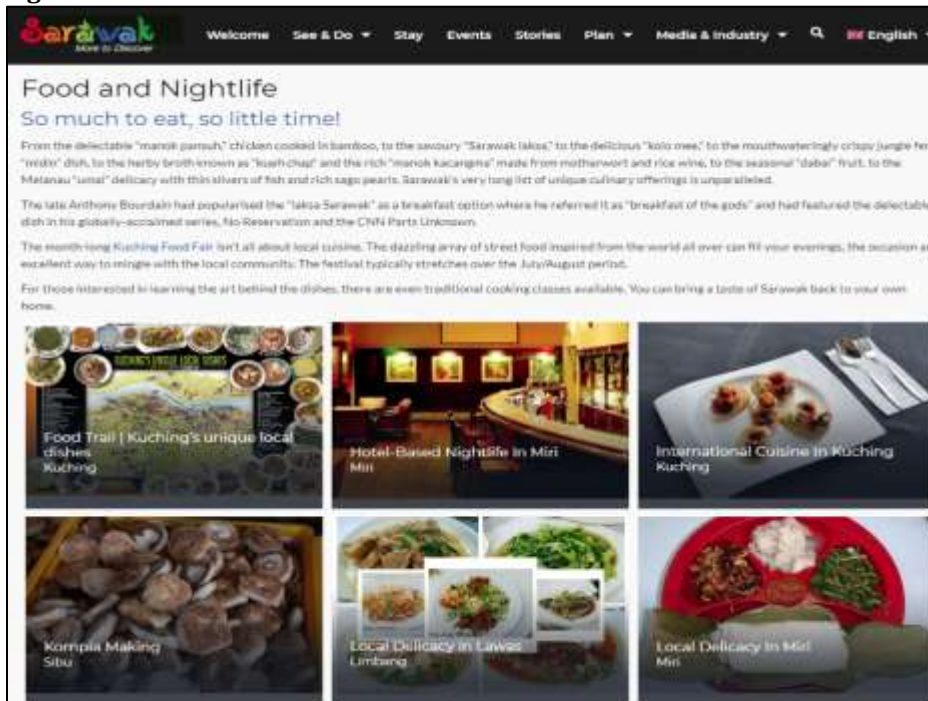 Sarawak
More to Discover
Welcome See & Do Stay Events Stories Plan Media & Industry English
Food and Nightlife
So much to eat, so little time!
From the delectable "manok pansuh," chicken cooked in bamboo, to the savoury "Sarawak laksa," to the delicious "kolo mee," to the mouthwateringly crispy jungle fern
"midin" dish, to the herby broth known as "kueh chap" and the rich "manok kacangma" made from motherwort and rice wine, to the seasonal "dabai" fruit, to the
Melanau "umai" delicacy with thin slivers of fish and rich sago pearls. Sarawak's very long list of unique culinary offerings is unparalleled.
The late Anthony Bourdain had popularised the "laksa Sarawak" as a breakfast option where he referred it as "breakfast of the gods" and had featured the delectable
dish in his globally-acclaimed series, No Reservation and the CNN Parts Unknown.
The month-long Kuching Food Fair isn't all about local cuisine. The dazzling array of street food inspired from the world all over can fill your evenings, the occasion an
excellent way to mingle with the local community. The festival typically stretches over the July/August period.
For those interested in learning the art behind the dishes, there are even traditional cooking classes available. You can bring a taste of Sarawak back to your own
home.
KUCHING'S UNIQUE LOCAL DISHES
Food Trail | Kuching's unique local
dishes
Kuching
Hotel-Based Nightlife In Miri
Miri
International Cuisine In Kuching
Kuching
Kompia Making
Sibu
Local Delicacy In Lawas
Limbang
Local Delicacy In Miri
Miri